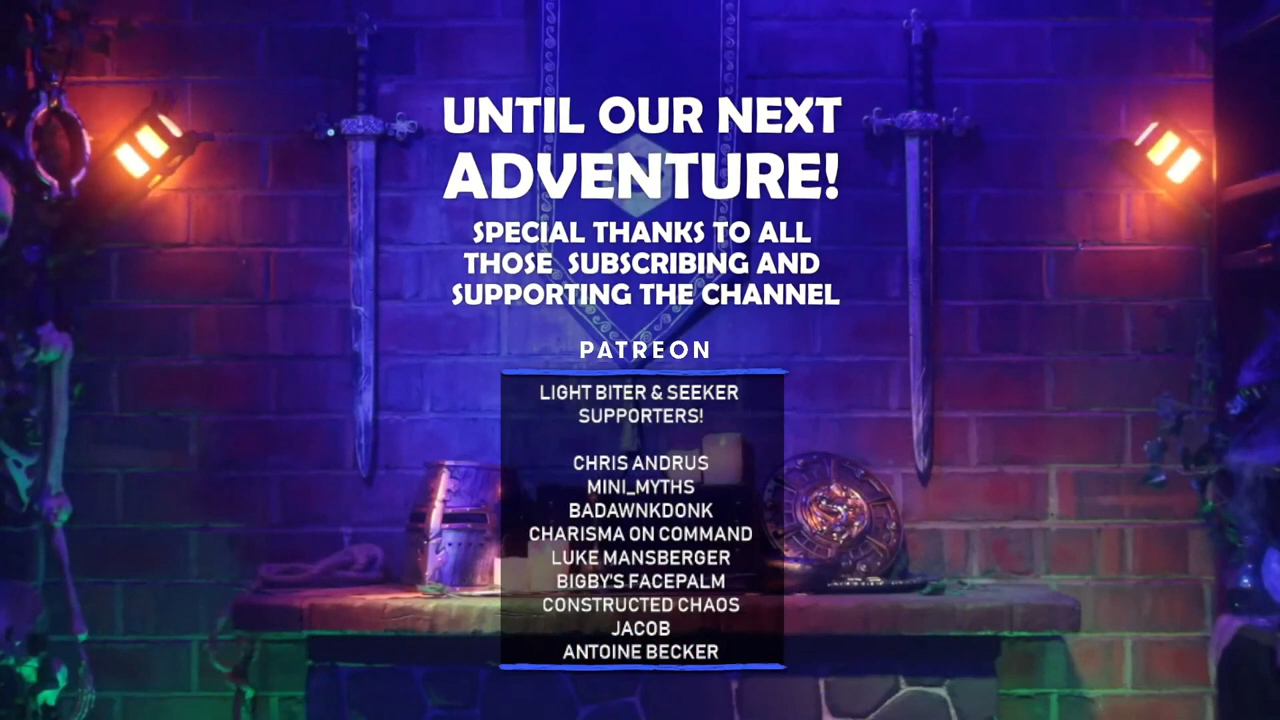 UNTIL OUR NEXT
ADVENTURE!
SPECIAL THANKS TO ALL
THOSE SUBSCRIBING AND
SUPPORTING THE CHANNEL
PATREON
LIGHT BITER & SEEKER
SUPPORTERS!
CHRIS ANDRUS
MINI_MYTHS
BADAWNKDONK
CHARISMA ON COMMAND
LUKE MANSBERGER
BIGBY'S FACEPALM
CONSTRUCTED CHAOS
JACOB
ANTOINE BECKER